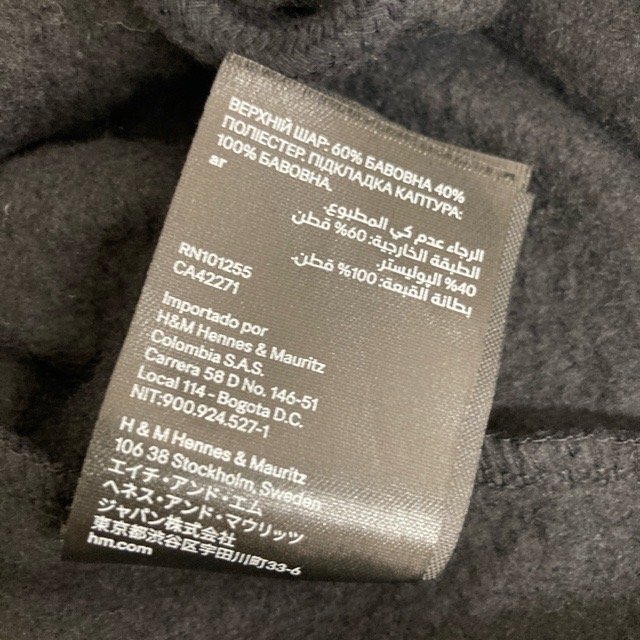 ВЕРХНІЙ ШАР: 60% БАВОВНА 40%
ПОЛІЕСТЕР. ПІДКЛАДКА КАПТУРА:
100% БАВОВНА.
ar
الرجاء عدم كي المطبوع.
الطبقة الخارجية: 60% قطن,
40% البوليستر
بطانة القبعة: 100% قطن.
RN101255
CA42271
Importado por
H&M Hennes & Mauritz
Colombia S.A.S.
Carrera 58 D No. 146-51
Local 114 - Bogota D.C.
NIT:900.924.527-1
H & M Hennes & Mauritz
106 38 Stockholm, Sweden
エイチ・アンド・エム
ヘネス・アンド・マウリッツ
ジャパン株式会社
東京都渋谷区宇田川町33-6
hm.com